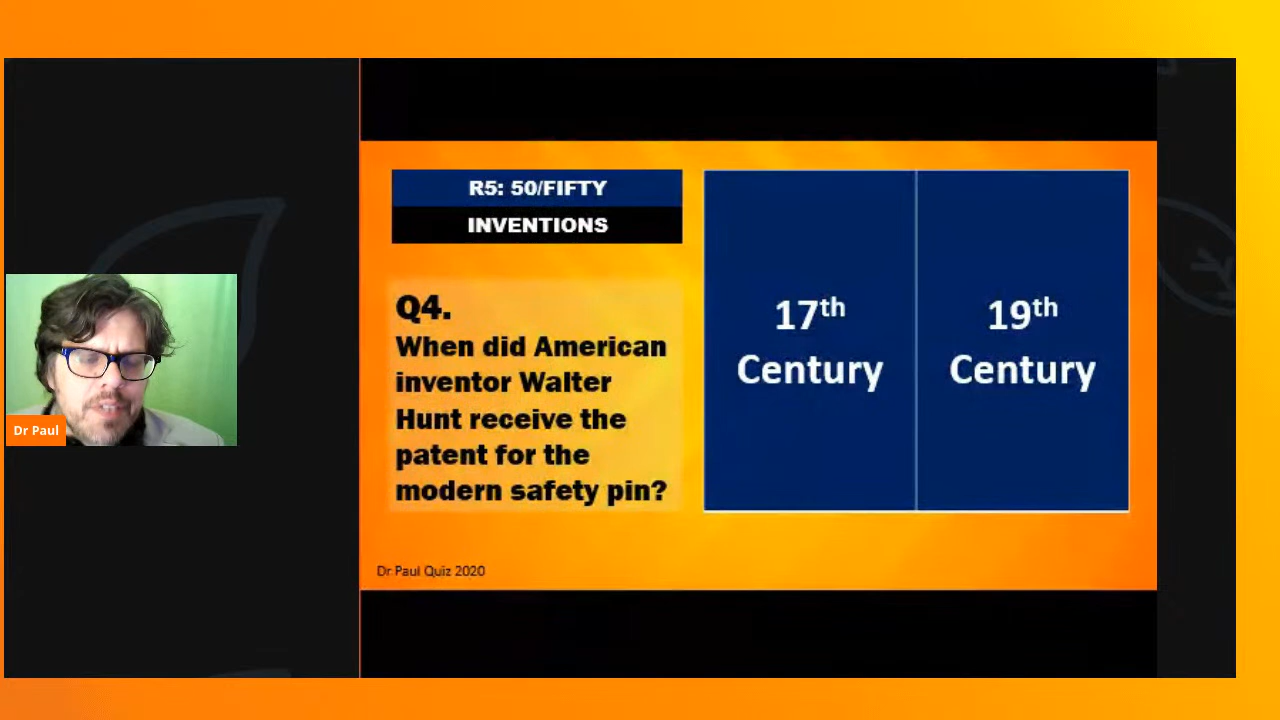 R5: 50/FIFTY
INVENTIONS
Q4.
When did American
inventor Walter
Hunt receive the
patent for the
modern safety pin?
17th
Century
19th
Century
Dr Paul
Dr Paul Quiz 2020